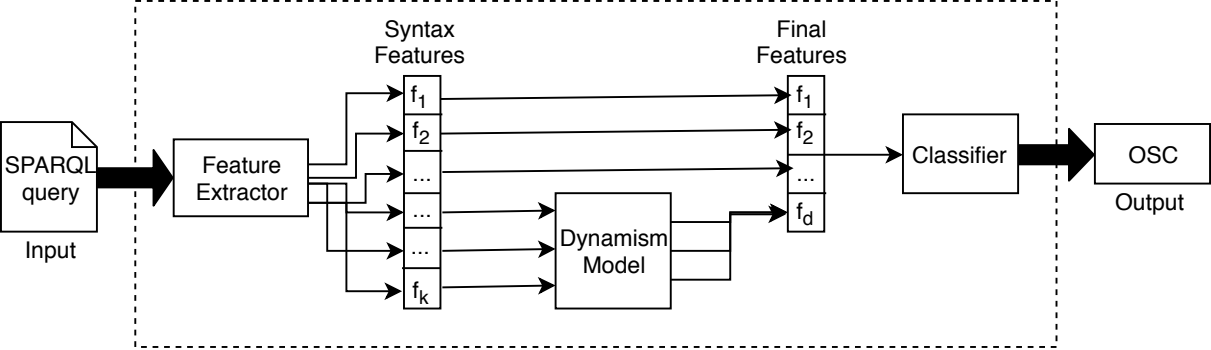 SPARQL
query
Input
Feature
Extractor
Syntax
Features
f1
f2
...
...
...
fk
Dynamism
Model
Final
Features
f1
f2
...
fd
Classifier
OSC
Output